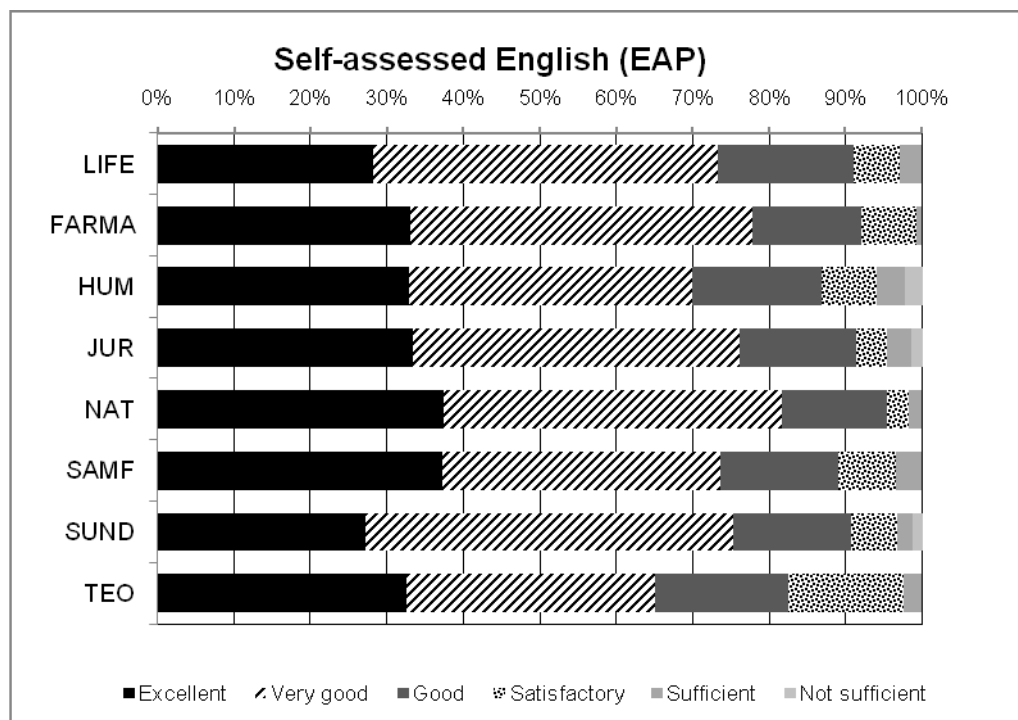 Self-assessed English (EAP)
0% 10% 20% 30% 40% 50% 60% 70% 80% 90% 100%
LIFE
FARMA
HUM
JUR
NAT
SAMF
SUND
TEO
Excellent Very good Good Satisfactory Sufficient Not sufficient